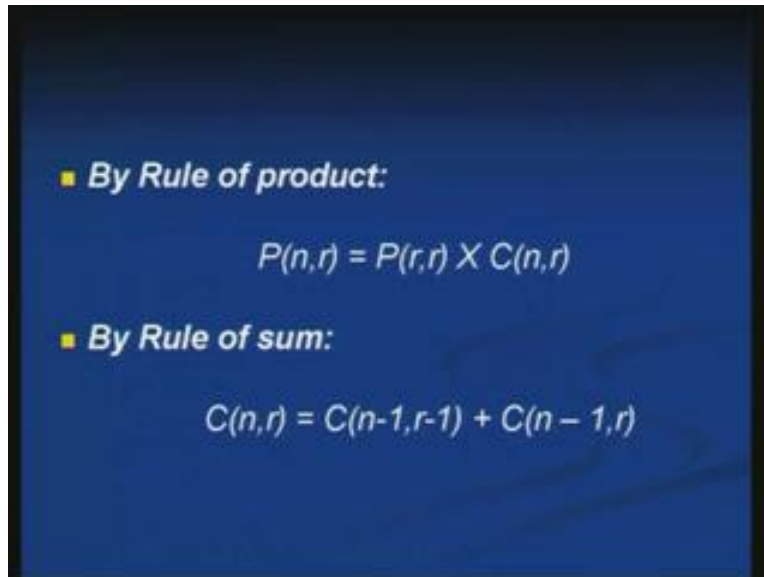 By Rule of product:
P(n,r) = P(r,r) X C(n,r)
By Rule of sum:
C(n,r) = C(n-1,r-1) + C(n – 1,r)